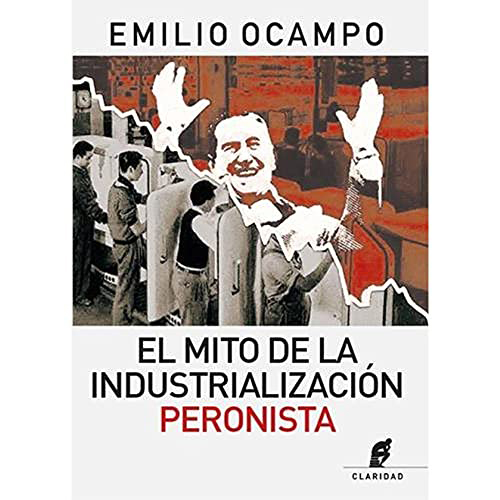 EMILIO OCAMPO
EL MITO DE LA
INDUSTRIALIZACIÓN
PERONISTA
CLARIDAD